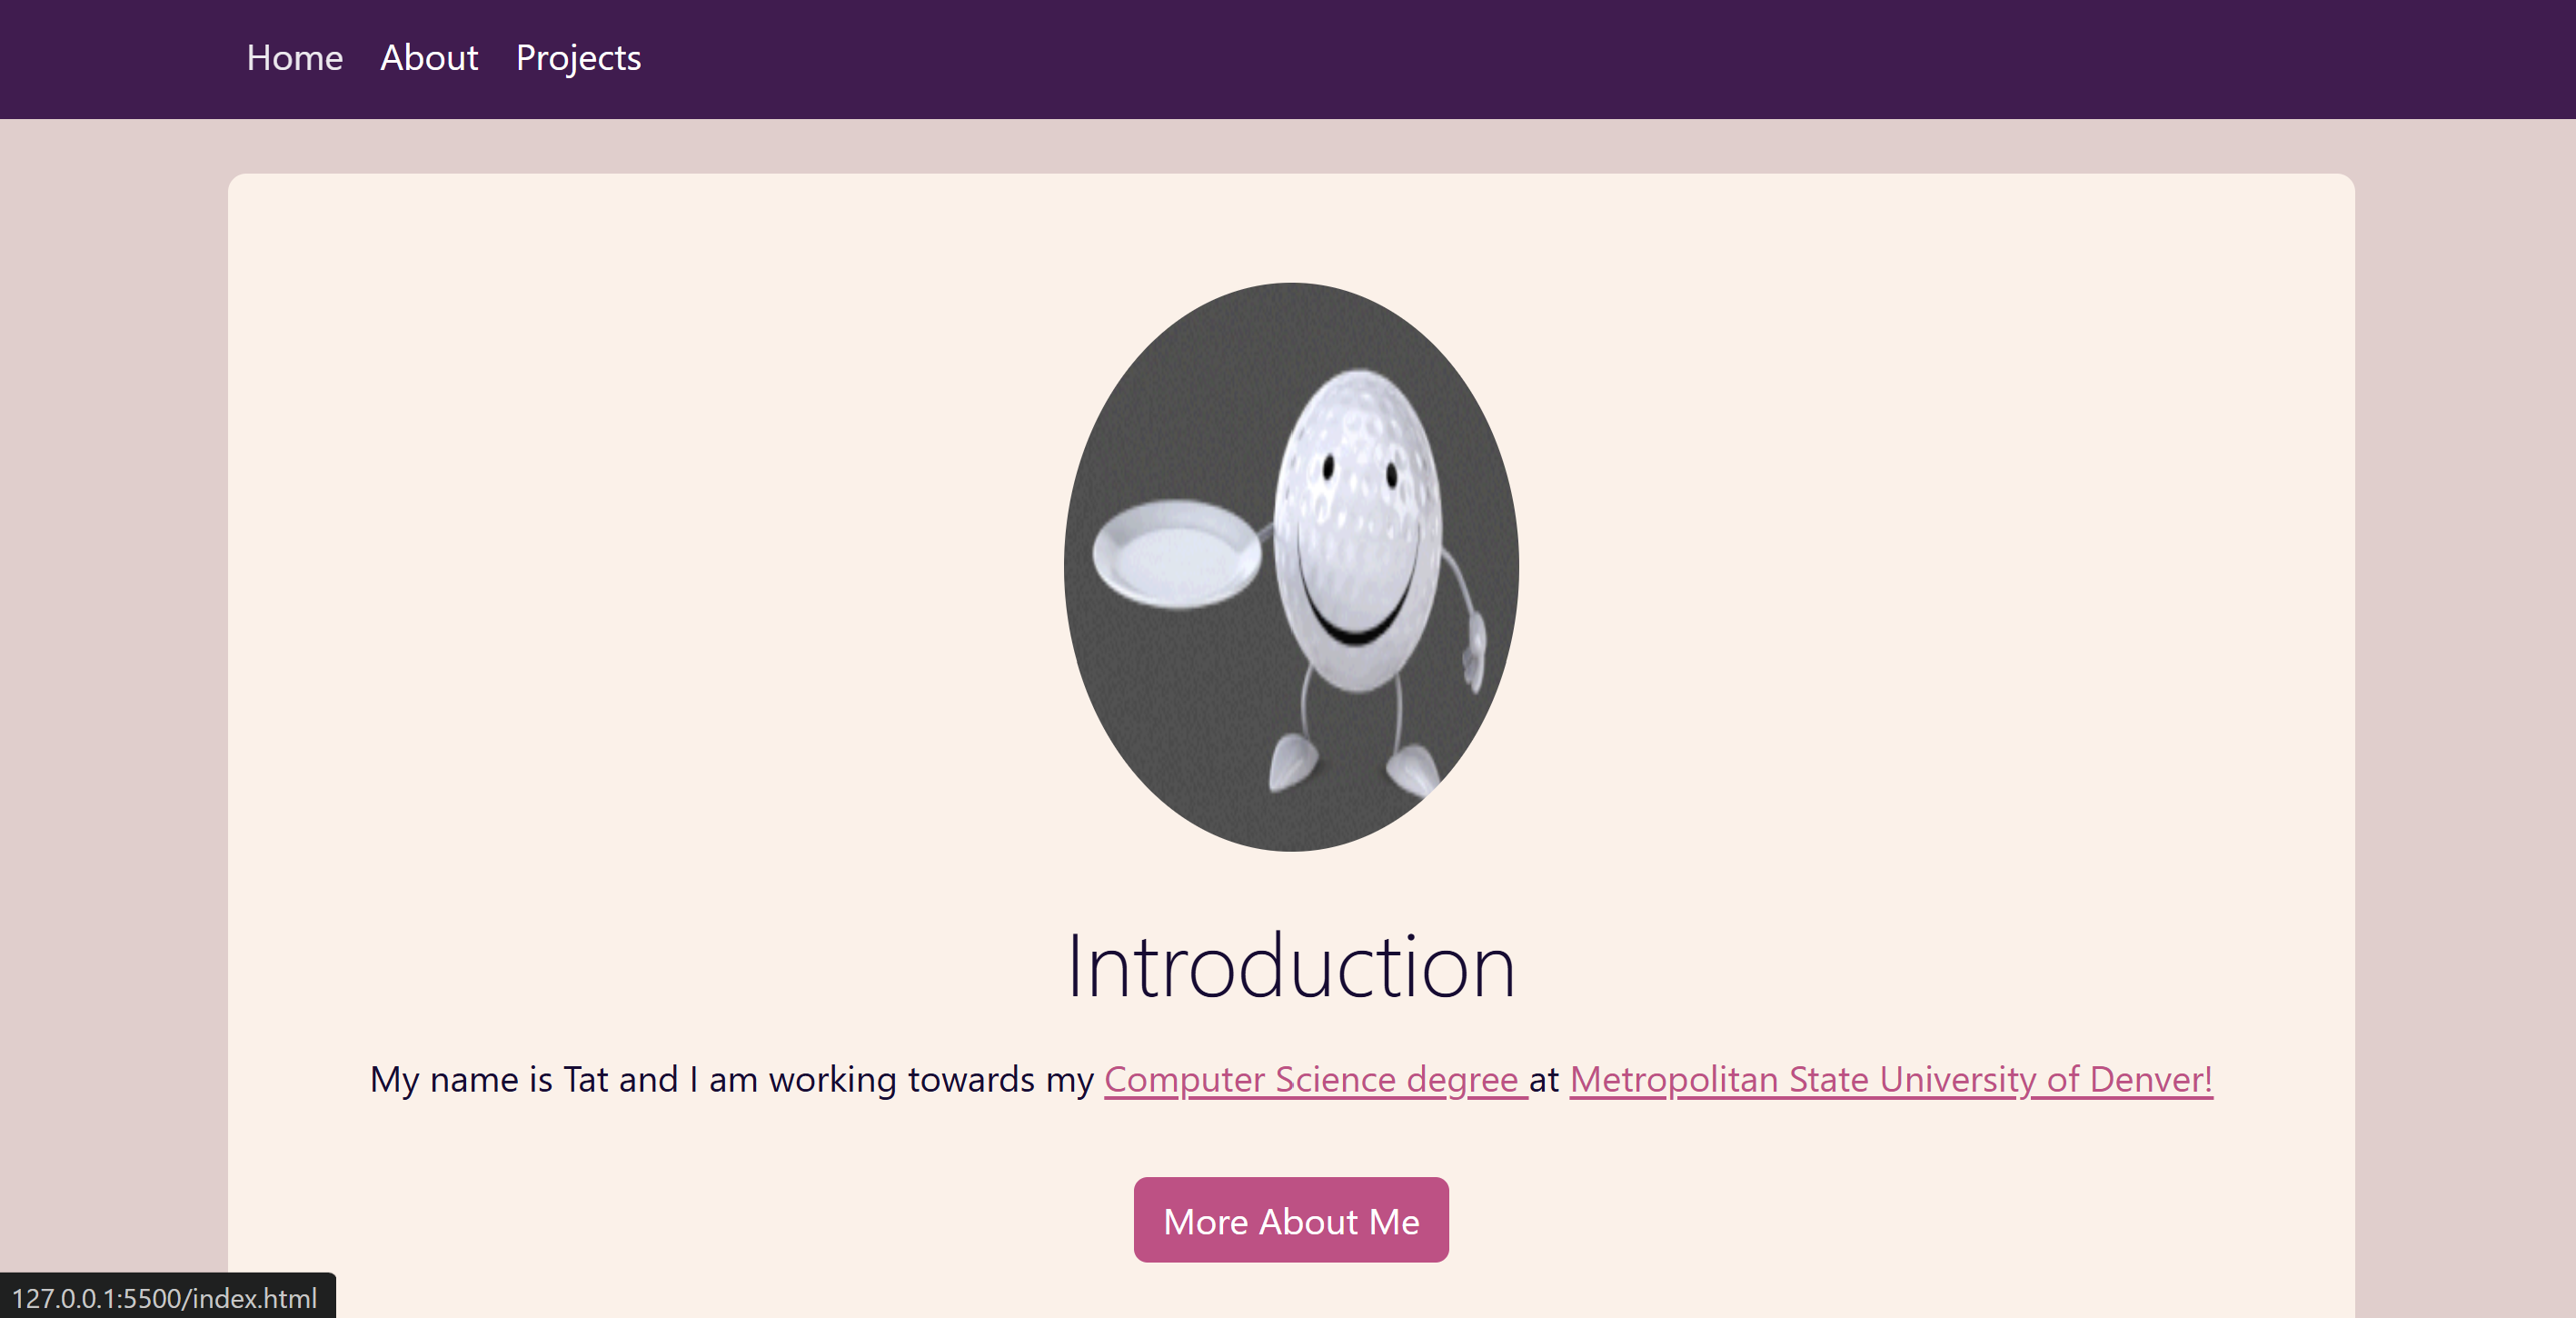 Home About Projects
Introduction
My name is Tat and I am working towards my Computer Science degree at Metropolitan State University of Denver!
More About Me
127.0.0.1:5500/index.html